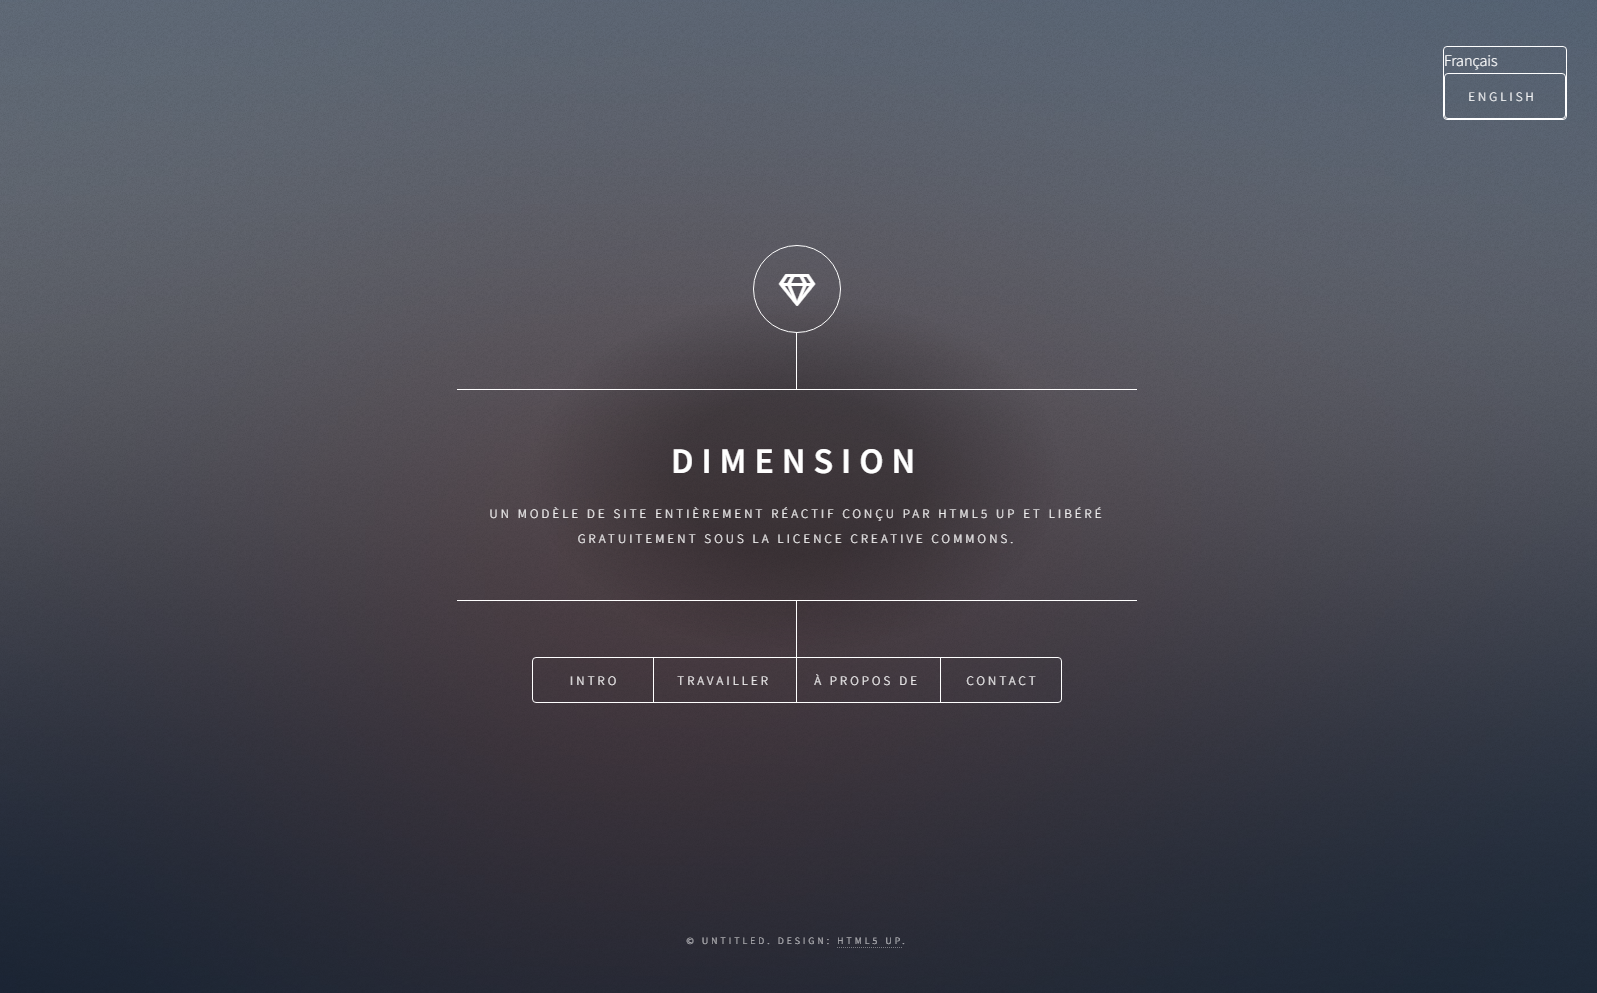 Français
ENGLISH
DIMENSION
UN MODÈLE DE SITE ENTIÈREMENT RÉACTIF CONÇU PAR HTML5 UP ET LIBÉRÉ
GRATUITEMENT SOUS LA LICENCE CREATIVE COMMONS.
INTRO
TRAVAILLER
À PROPOS DE
CONTACT
© UNTITLED. DESIGN: HTML5 UP.